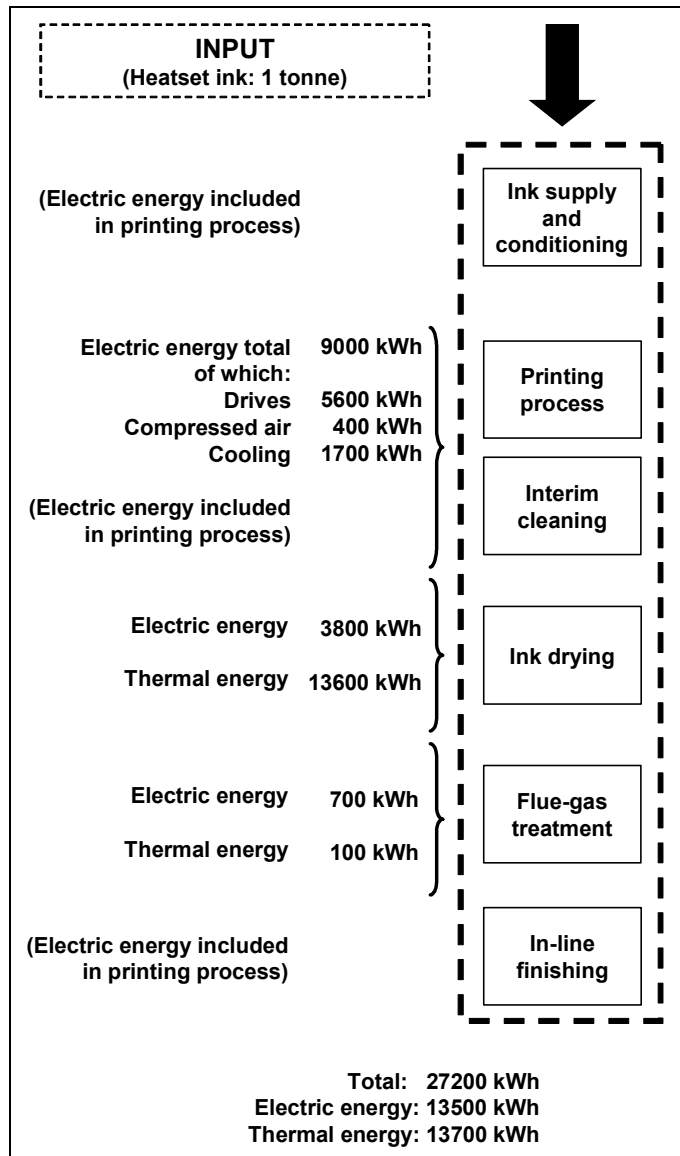 INPUT
(Heatset ink: 1 tonne)
(Electric energy included
in printing process)
Ink supply
and
conditioning
Electric energy total 9000 kWh
of which:
Drives 5600 kWh
Compressed air 400 kWh
Cooling 1700 kWh
Printing
process
(Electric energy included
in printing process)
Interim
cleaning
Electric energy 3800 kWh
Thermal energy 13600 kWh
Ink drying
Electric energy 700 kWh
Thermal energy 100 kWh
Flue-gas
treatment
(Electric energy included
in printing process)
In-line
finishing
Total: 27200 kWh
Electric energy: 13500 kWh
Thermal energy: 13700 kWh